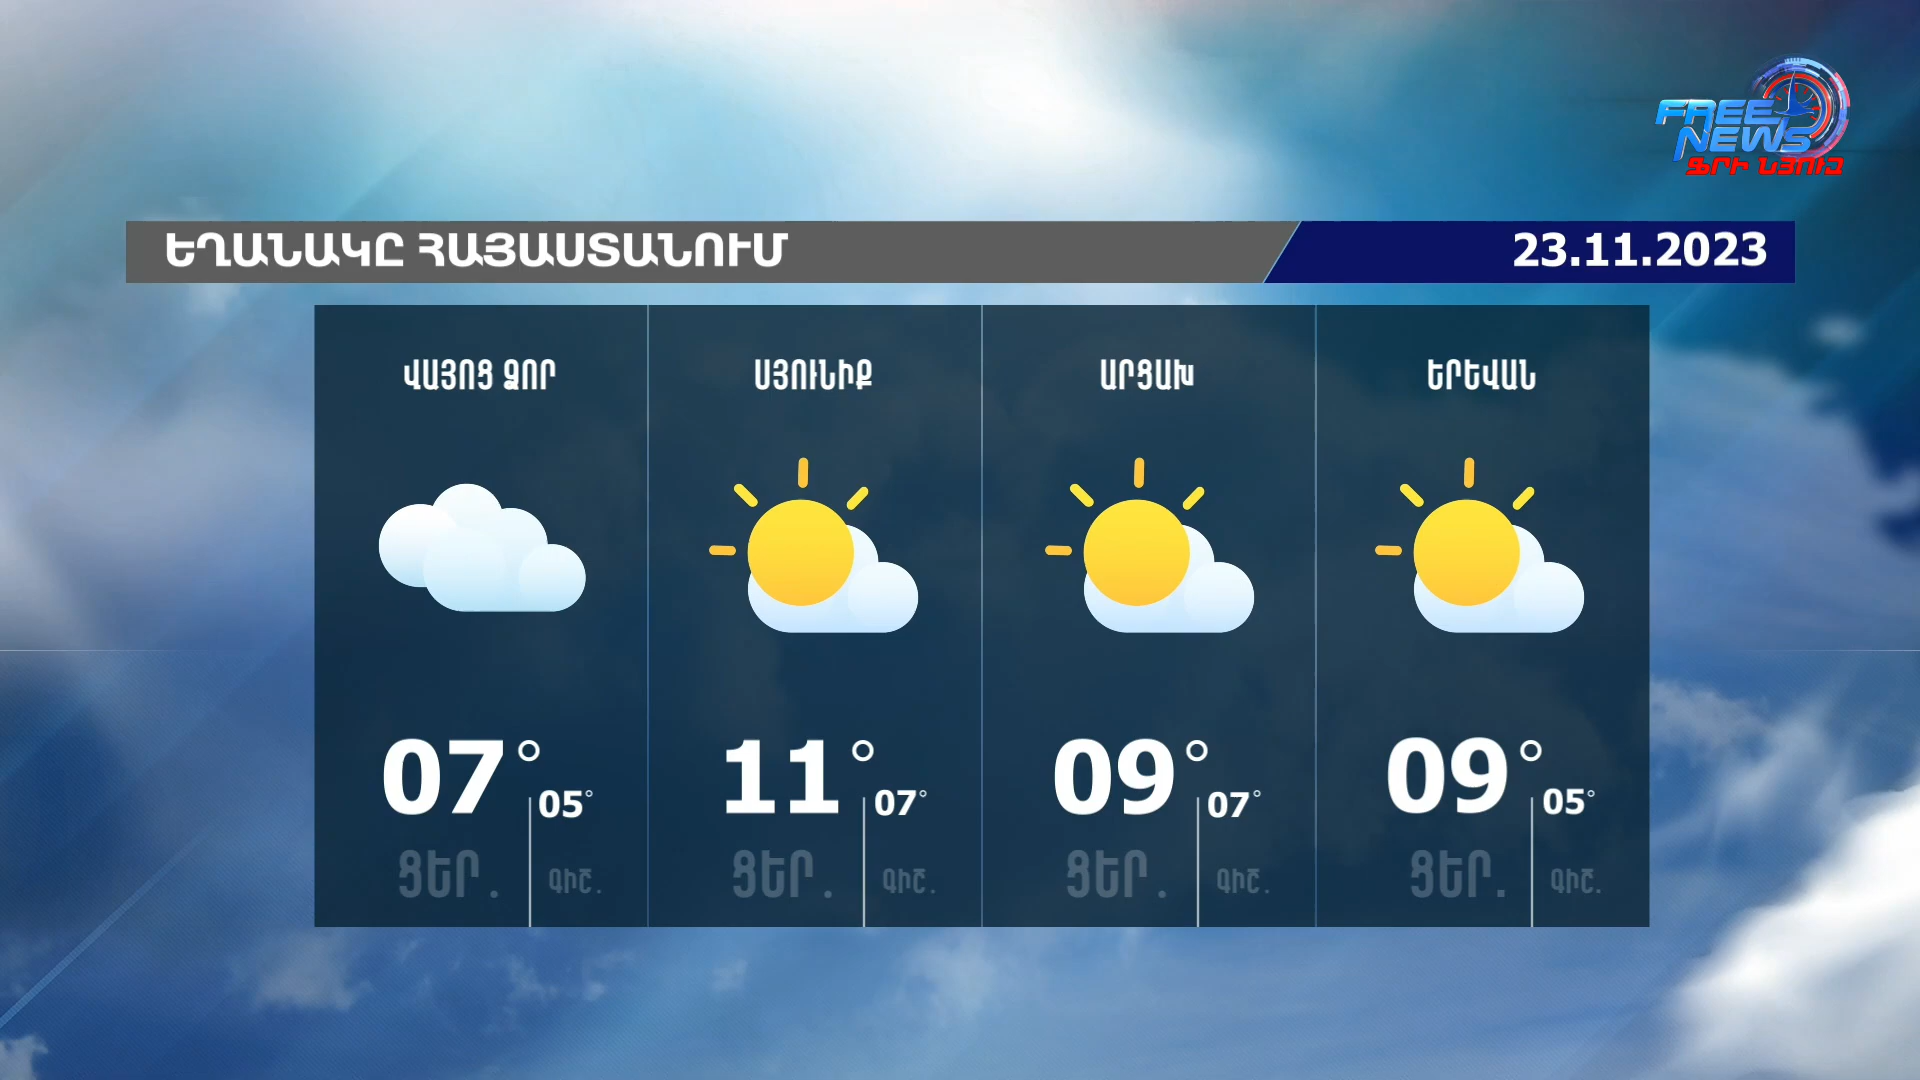 FREE
NEWS
ՖՐԻ ՆՅՈՒԶ
ԵՂԱՆԱԿԸ ՀԱՅԱՍՏԱՆՈՒՄ
23.11.2023
ՎԱՅՈՑ ՁՈՐ
ՍՅՈՒՆԻՔ
ԱՐՑԱԽ
ԵՐԵՎԱՆ
07° 05°
11° 07°
09° 07°
09° 05°
ՑԵՐ. ԳԻՇ.
ՑԵՐ. ԳԻՇ.
ՑԵՐ. ԳԻՇ.
ՑԵՐ. ԳԻՇ.